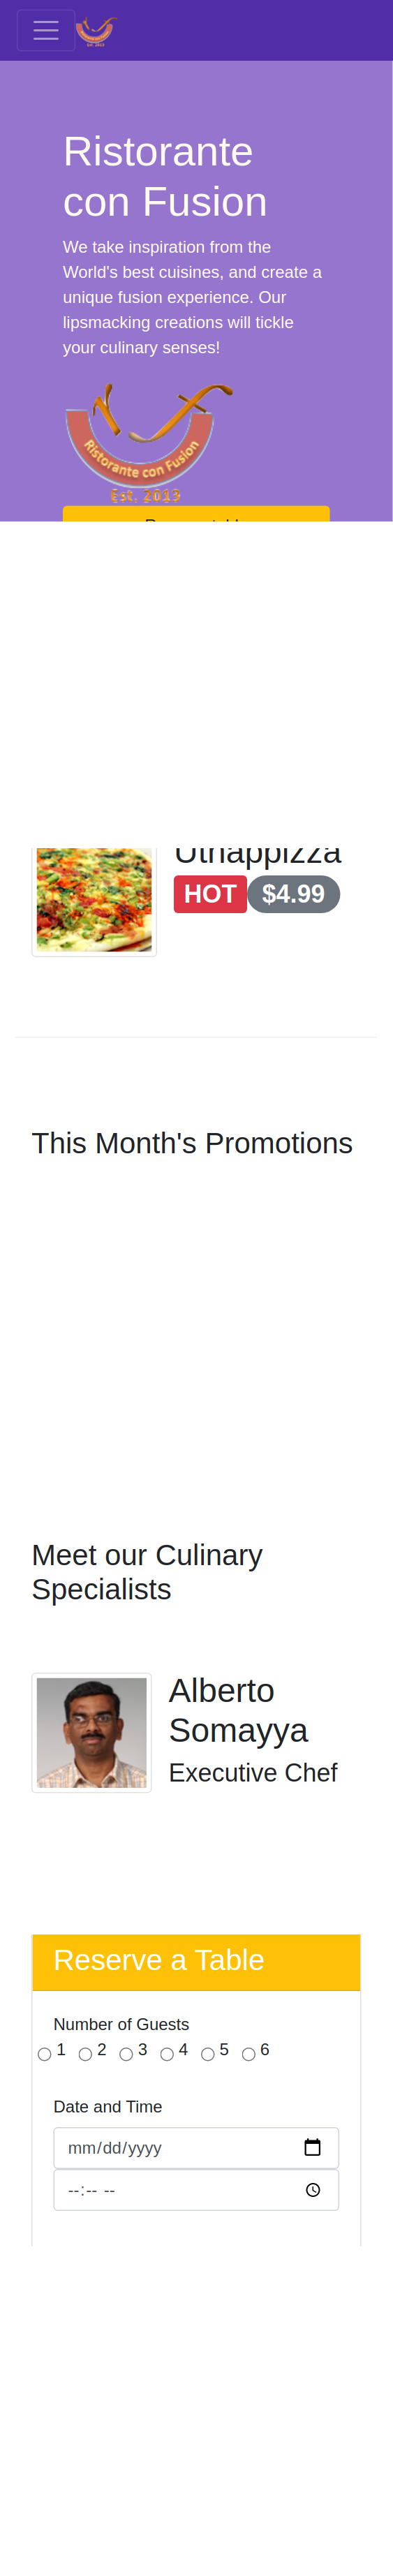 EST. 2013
Ristorante
con Fusion
We take inspiration from the
World's best cuisines, and create a
unique fusion experience. Our
lipsmacking creations will tickle
your culinary senses!
Ristorante con Fusion
Est. 2013
Uthappizza
HOT $4.99
This Month's Promotions
Meet our Culinary
Specialists
Alberto
Somayya
Executive Chef
Reserve a Table
Number of Guests
1 2 3 4 5 6
Date and Time
mm/dd/yyyy
--:-- --